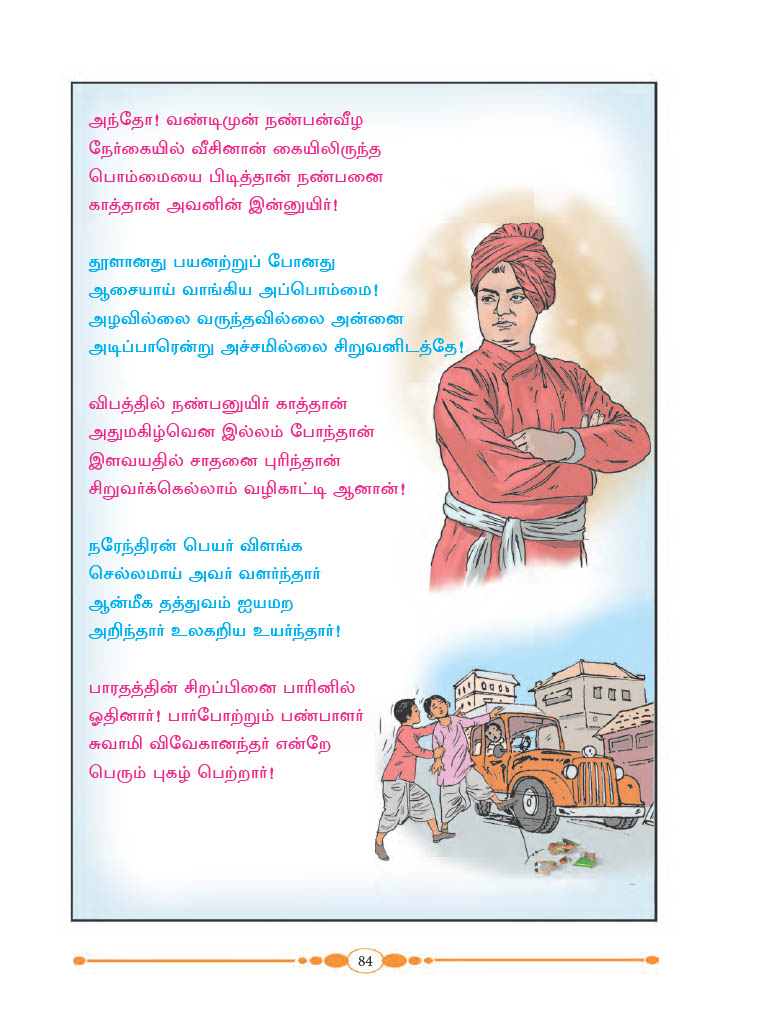 அந்தோ! வண்டிமுன் நண்பன்வீழ
நேர்கையில் வீசினான் கையிலிருந்த
பொம்மையை பிடித்தான் நண்பனை
காத்தான் அவனின் இன்னுயிர்!
தூளானது பயனற்றுப் போனது
ஆசையாய் வாங்கிய அப்பொம்மை!
அழவில்லை வருந்தவில்லை அன்னை
அடிப்பாரென்று அச்சமில்லை சிறுவனிடத்தே!
விபத்தில் நண்பனுயிர் காத்தான்
அதுமகிழ்வென இல்லம் போந்தான்
இளவயதில் சாதனை புரிந்தான்
சிறுவர்க்கெல்லாம் வழிகாட்டி ஆனான்!
நரேந்திரன் பெயர் விளங்க
செல்லமாய் அவர் வளர்ந்தார்
ஆன்மீக தத்துவம் ஐயமற
அறிந்தார் உலகறிய உயர்ந்தார்!
பாரதத்தின் சிறப்பினை பாரினில்
ஓதினார்! பார்போற்றும் பண்பாளர்
சுவாமி விவேகானந்தர் என்றே
பெரும் புகழ் பெற்றார்!
84